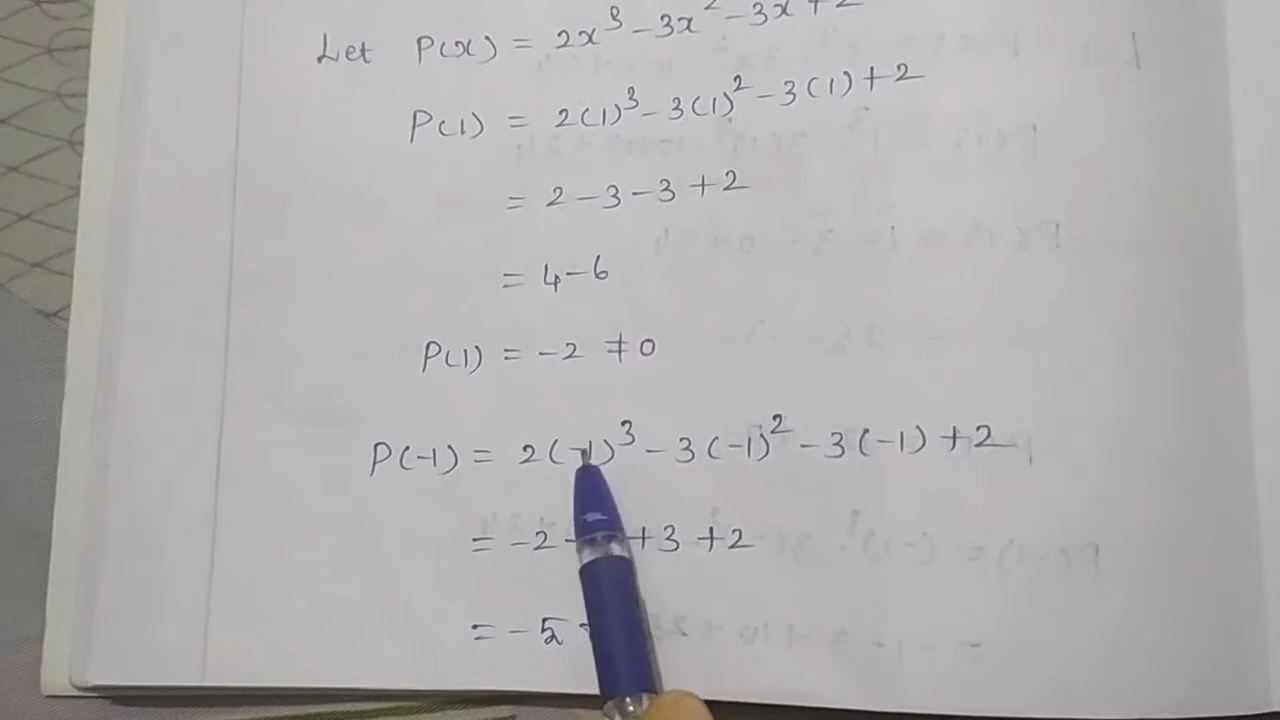 Let P(x) = 2x³ - 3x² - 3x + 2
P(1) = 2(1)³ - 3(1)² - 3(1) + 2
= 2 - 3 - 3 + 2
= 4 - 6
P(1) = -2 ≠ 0
P(-1) = 2(-1)³ - 3(-1)² - 3(-1) + 2
= -2 - + 3 + 2
= -5